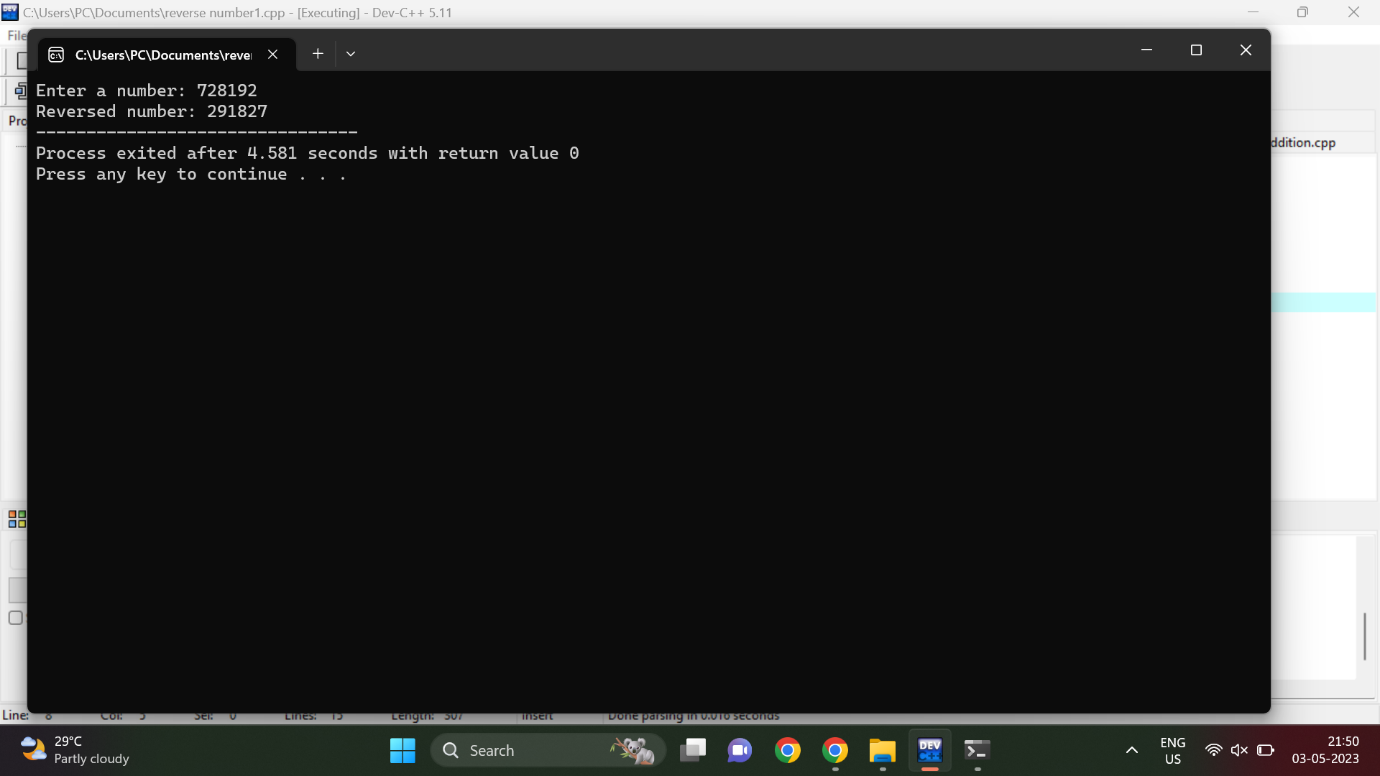 C:\Users\PC\Documents\reverse number1.cpp - [Executing] - Dev-C++ 5.11
File
C:\Users\PC\Documents\reve
Enter a number: 728192
Reversed number: 291827
--------------------------------
Process exited after 4.581 seconds with return value 0
Press any key to continue . . .
Pro
ddition.cpp
Line: 8 Col: 5 Sel: 0 Lines: 15 Length: 307 Insert Done parsing in 0.016 seconds
29°C
Partly cloudy
Search
DEV
C++
ENG
US
21:50
03-05-2023